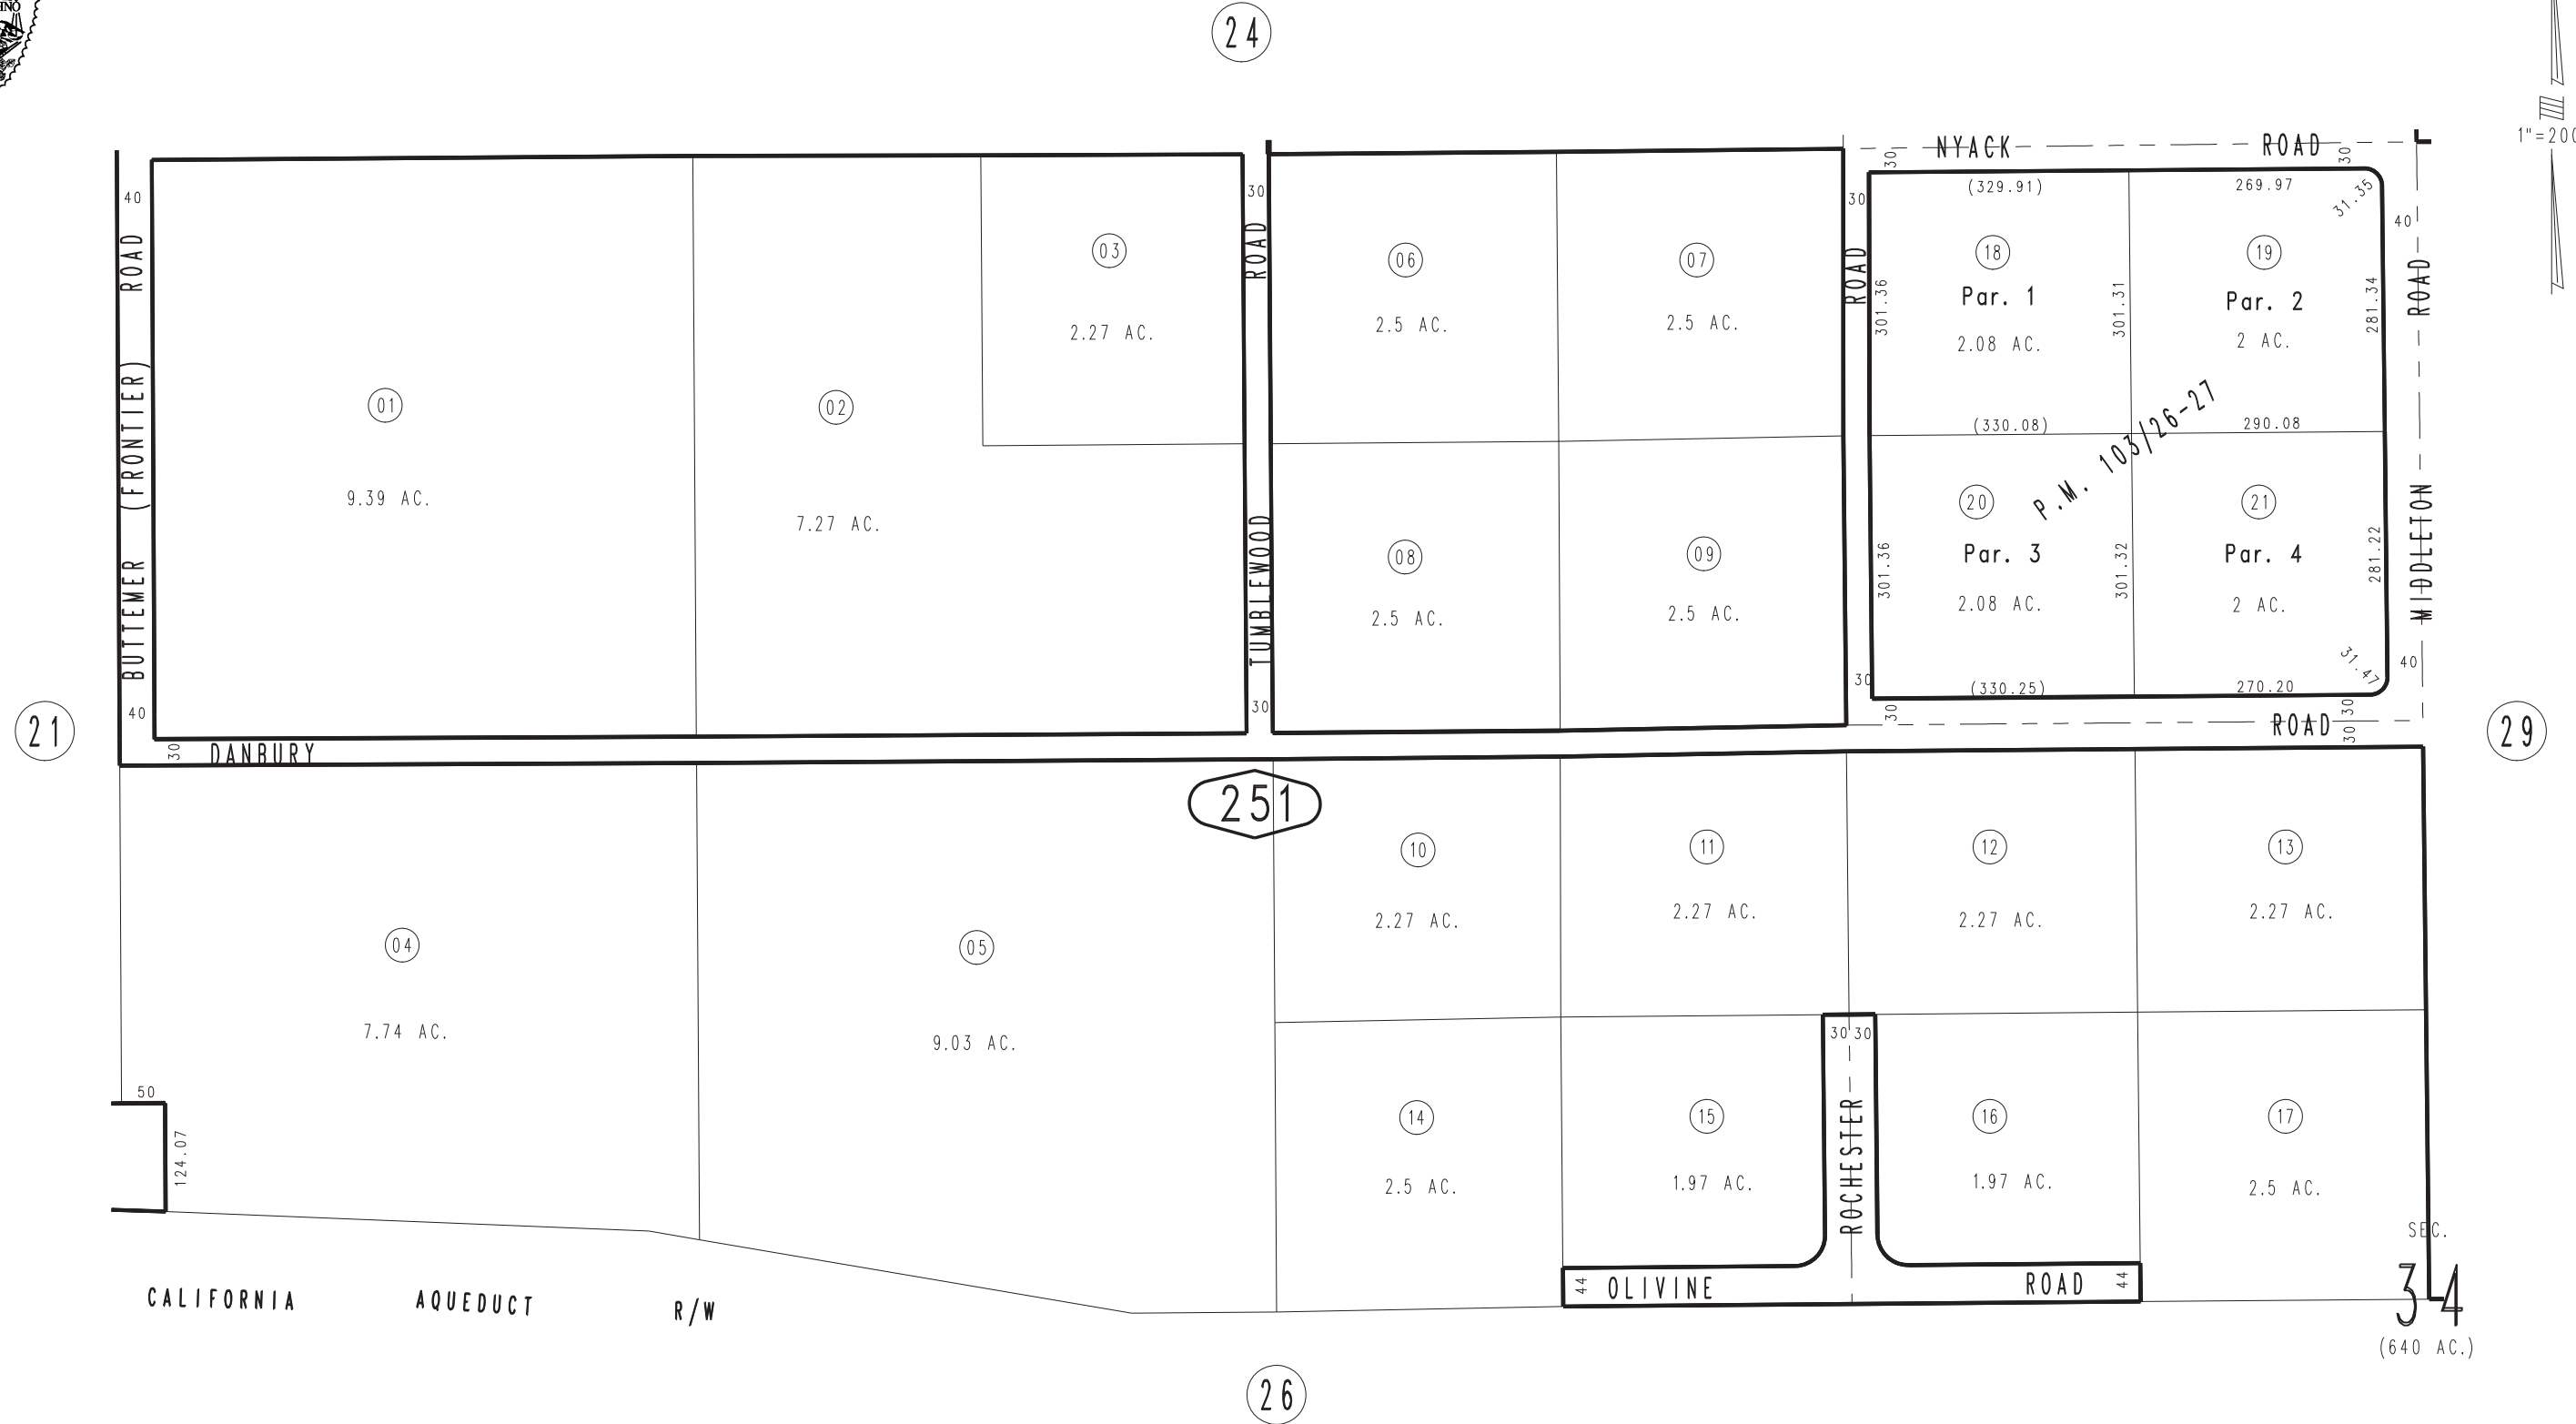 24
1"=200
NYACK ROAD
30
30
(329.91)
269.97
31.35
40
30
30
40
ROAD
ROAD
ROAD
ROAD
03
2.27 AC.
06
2.5 AC.
07
2.5 AC.
18
Par. 1
2.08 AC.
301.36
301.31
19
Par. 2
2 AC.
281.34
(330.08)
290.08
P.M. 103/26-27
01
9.39 AC.
02
7.27 AC.
(FRONTIER)
BUTTEMER
TUMBLEWOOD
MIDDLETON
08
2.5 AC.
09
2.5 AC.
20
Par. 3
2.08 AC.
301.36
301.32
21
Par. 4
2 AC.
281.22
31.47
40
(330.25)
270.20
40
30
30
30
30
30
21
29
30
DANBURY
ROAD
30
251
10
2.27 AC.
11
2.27 AC.
12
2.27 AC.
13
2.27 AC.
04
7.74 AC.
05
9.03 AC.
50
124.07
30 30
ROCHESTER
14
2.5 AC.
15
1.97 AC.
16
1.97 AC.
17
2.5 AC.
SEC.
34
(640 AC.)
44 OLIVINE ROAD 44
CALIFORNIA AQUEDUCT R/W
26